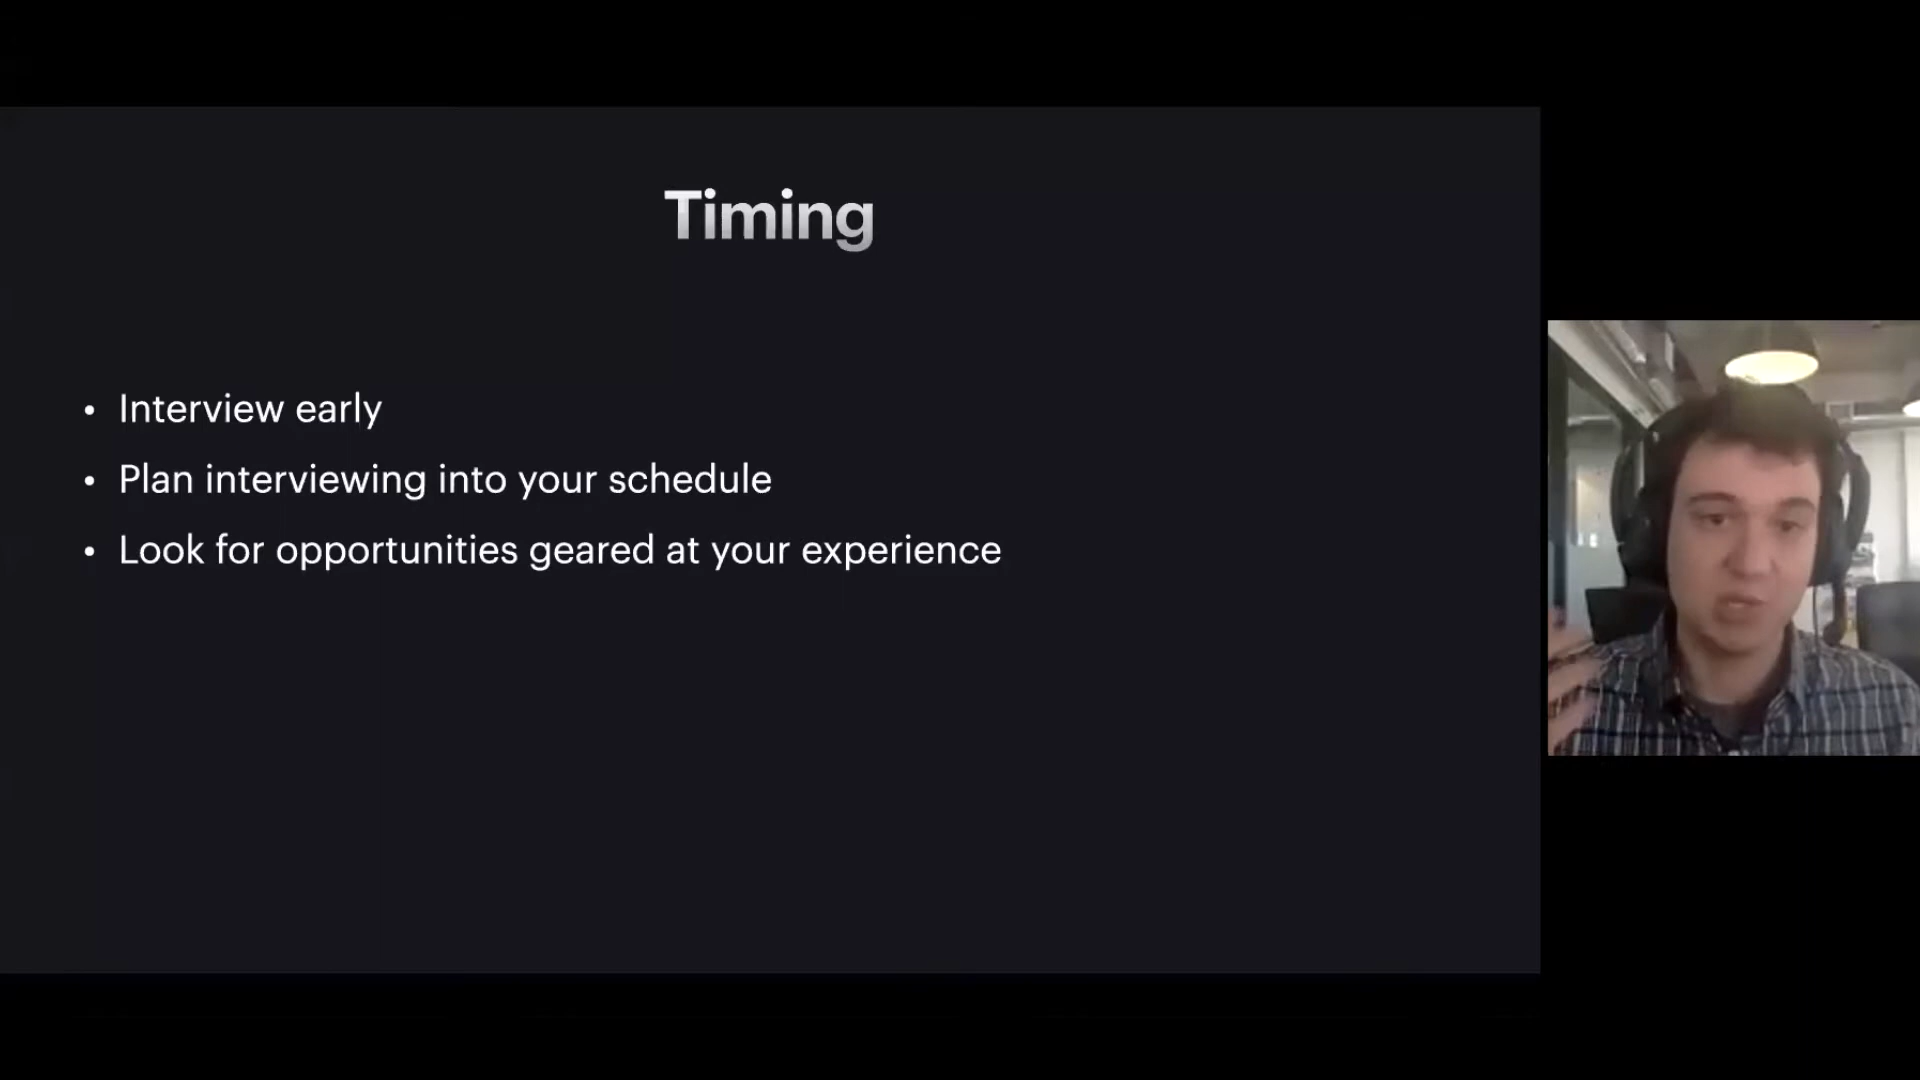 Timing
• Interview early
• Plan interviewing into your schedule
• Look for opportunities geared at your experience